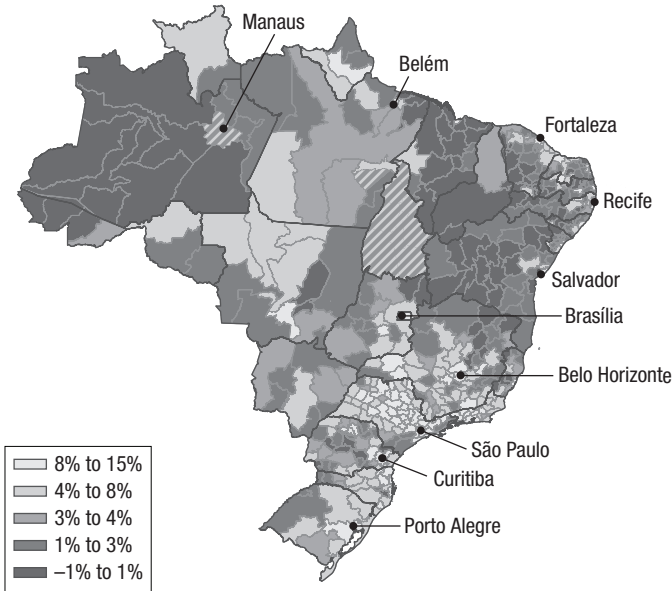 Manaus
Belém
Fortaleza
Recife
Salvador
Brasília
Belo Horizonte
São Paulo
Curitiba
Porto Alegre
8% to 15%
4% to 8%
3% to 4%
1% to 3%
–1% to 1%